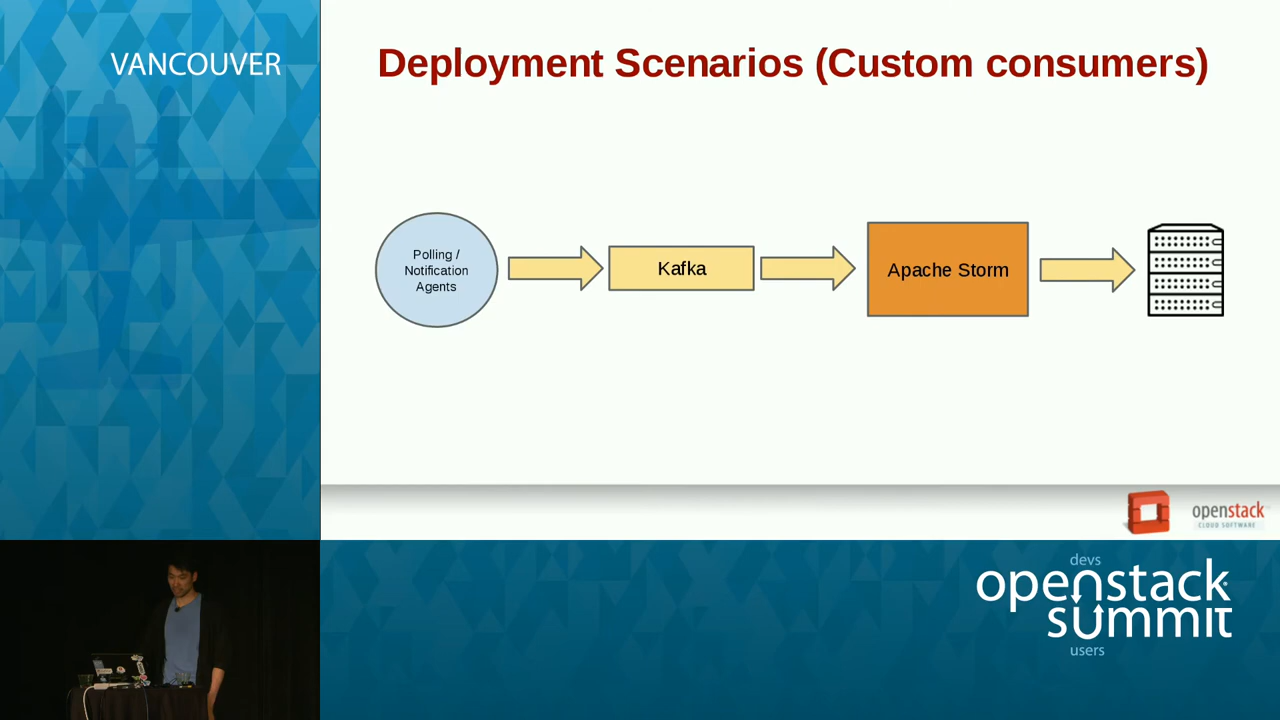 VANCOUVER
Deployment Scenarios (Custom consumers)
Polling /
Notification
Agents
Kafka
Apache Storm
openstack
CLOUD SOFTWARE
devs
openstack
summit
users